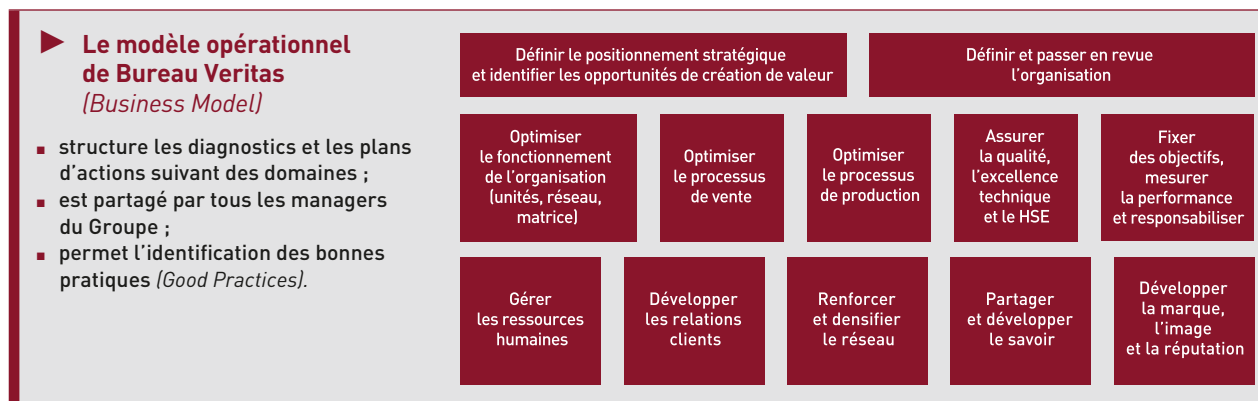 ► Le modèle opérationnel
de Bureau Veritas
(Business Model)
▪ structure les diagnostics et les plans
d'actions suivant des domaines ;
▪ est partagé par tous les managers
du Groupe ;
▪ permet l'identification des bonnes
pratiques (Good Practices).
Définir le positionnement stratégique
et identifier les opportunités de création de valeur
Définir et passer en revue
l'organisation
Optimiser
le fonctionnement
de l'organisation
(unités, réseau,
matrice)
Optimiser
le processus
de vente
Optimiser
le processus
de production
Assurer
la qualité,
l'excellence
technique
et le HSE
Fixer
des objectifs,
mesurer
la performance
et responsabiliser
Gérer
les ressources
humaines
Développer
les relations
clients
Renforcer
et densifier
le réseau
Partager
et développer
le savoir
Développer
la marque,
l'image
et la réputation